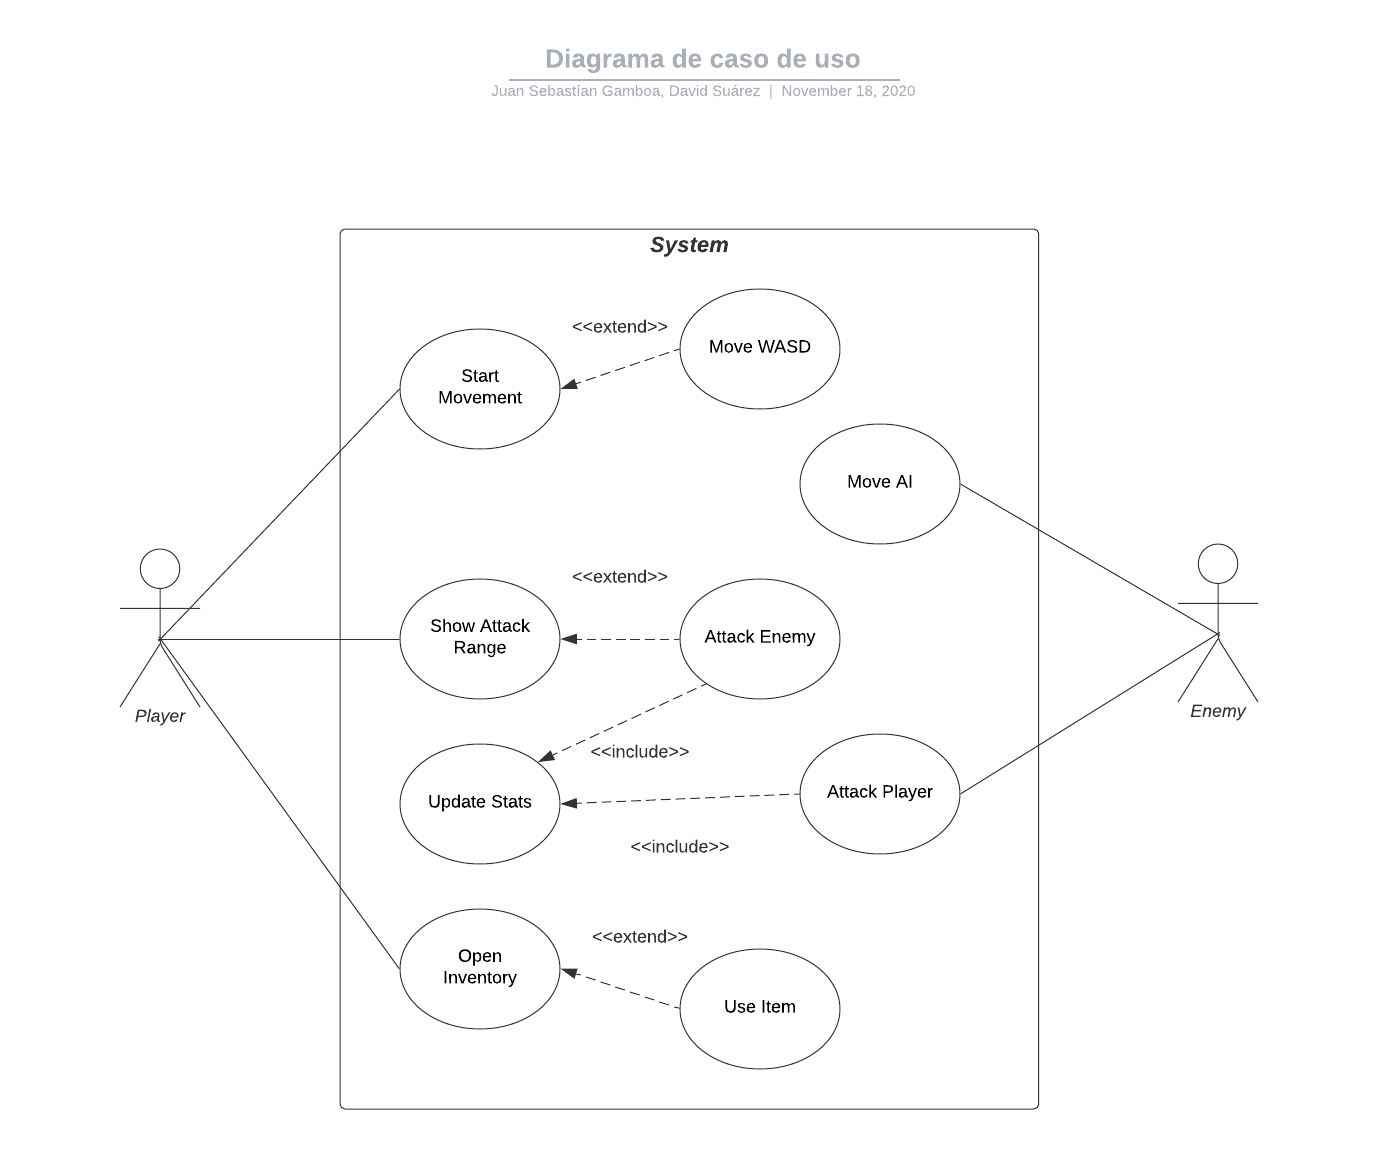 Diagrama de caso de uso
Juan Sebastían Gamboa, David Suárez | November 18, 2020
System
<<extend>>
Move WASD
Start
Movement
Move AI
<<extend>>
Show Attack
Range
Attack Enemy
Player
Enemy
<<include>>
Update Stats
Attack Player
<<include>>
<<extend>>
Open
Inventory
Use Item